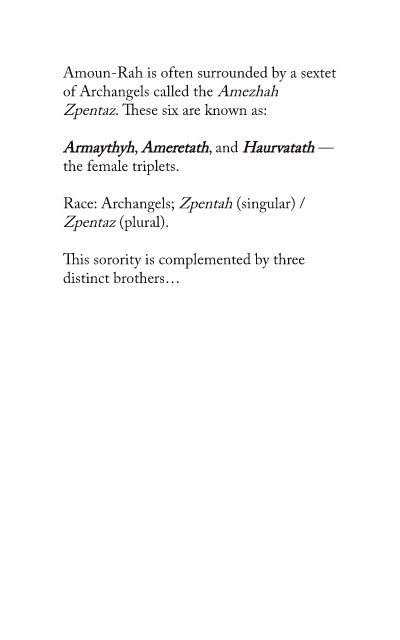 Amoun-Rah is often surrounded by a sextet
of Archangels called the Amezhah
Zpentaz. These six are known as:
Armaythyh, Ameretath, and Haurvatath —
the female triplets.
Race: Archangels; Zpentah (singular) /
Zpentaz (plural).
This sorority is complemented by three
distinct brothers…